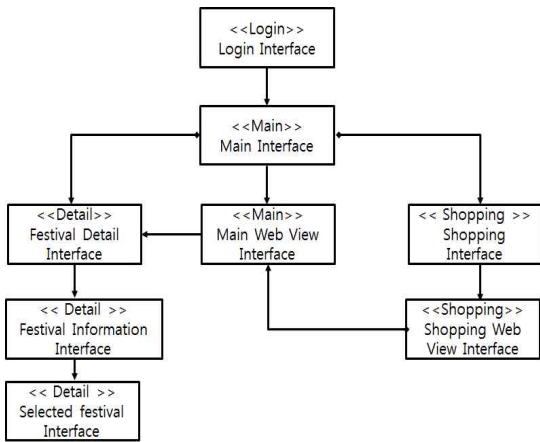 <<Login>>
Login Interface
<<Main>>
Main Interface
<<Detail>>
Festival Detail
Interface
<<Main>>
Main Web View
Interface
<< Shopping >>
Shopping
Interface
<< Detail >>
Festival Information
Interface
<<Shopping>>
Shopping Web
View Interface
<< Detail >>
Selected festival
Interface